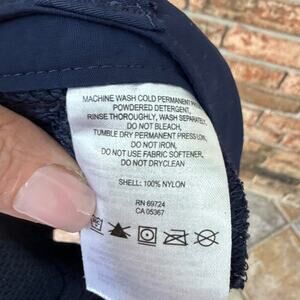 MACHINE WASH COLD PERMANENT
POWDERED DETERGENT,
RINSE THOROUGHLY, WASH SEPARATELY,
DO NOT BLEACH,
TUMBLE DRY PERMANENT PRESS LOW,
DO NOT IRON,
DO NOT USE FABRIC SOFTENER,
DO NOT DRYCLEAN
SHELL: 100% NYLON
RN 69724
CA 05367